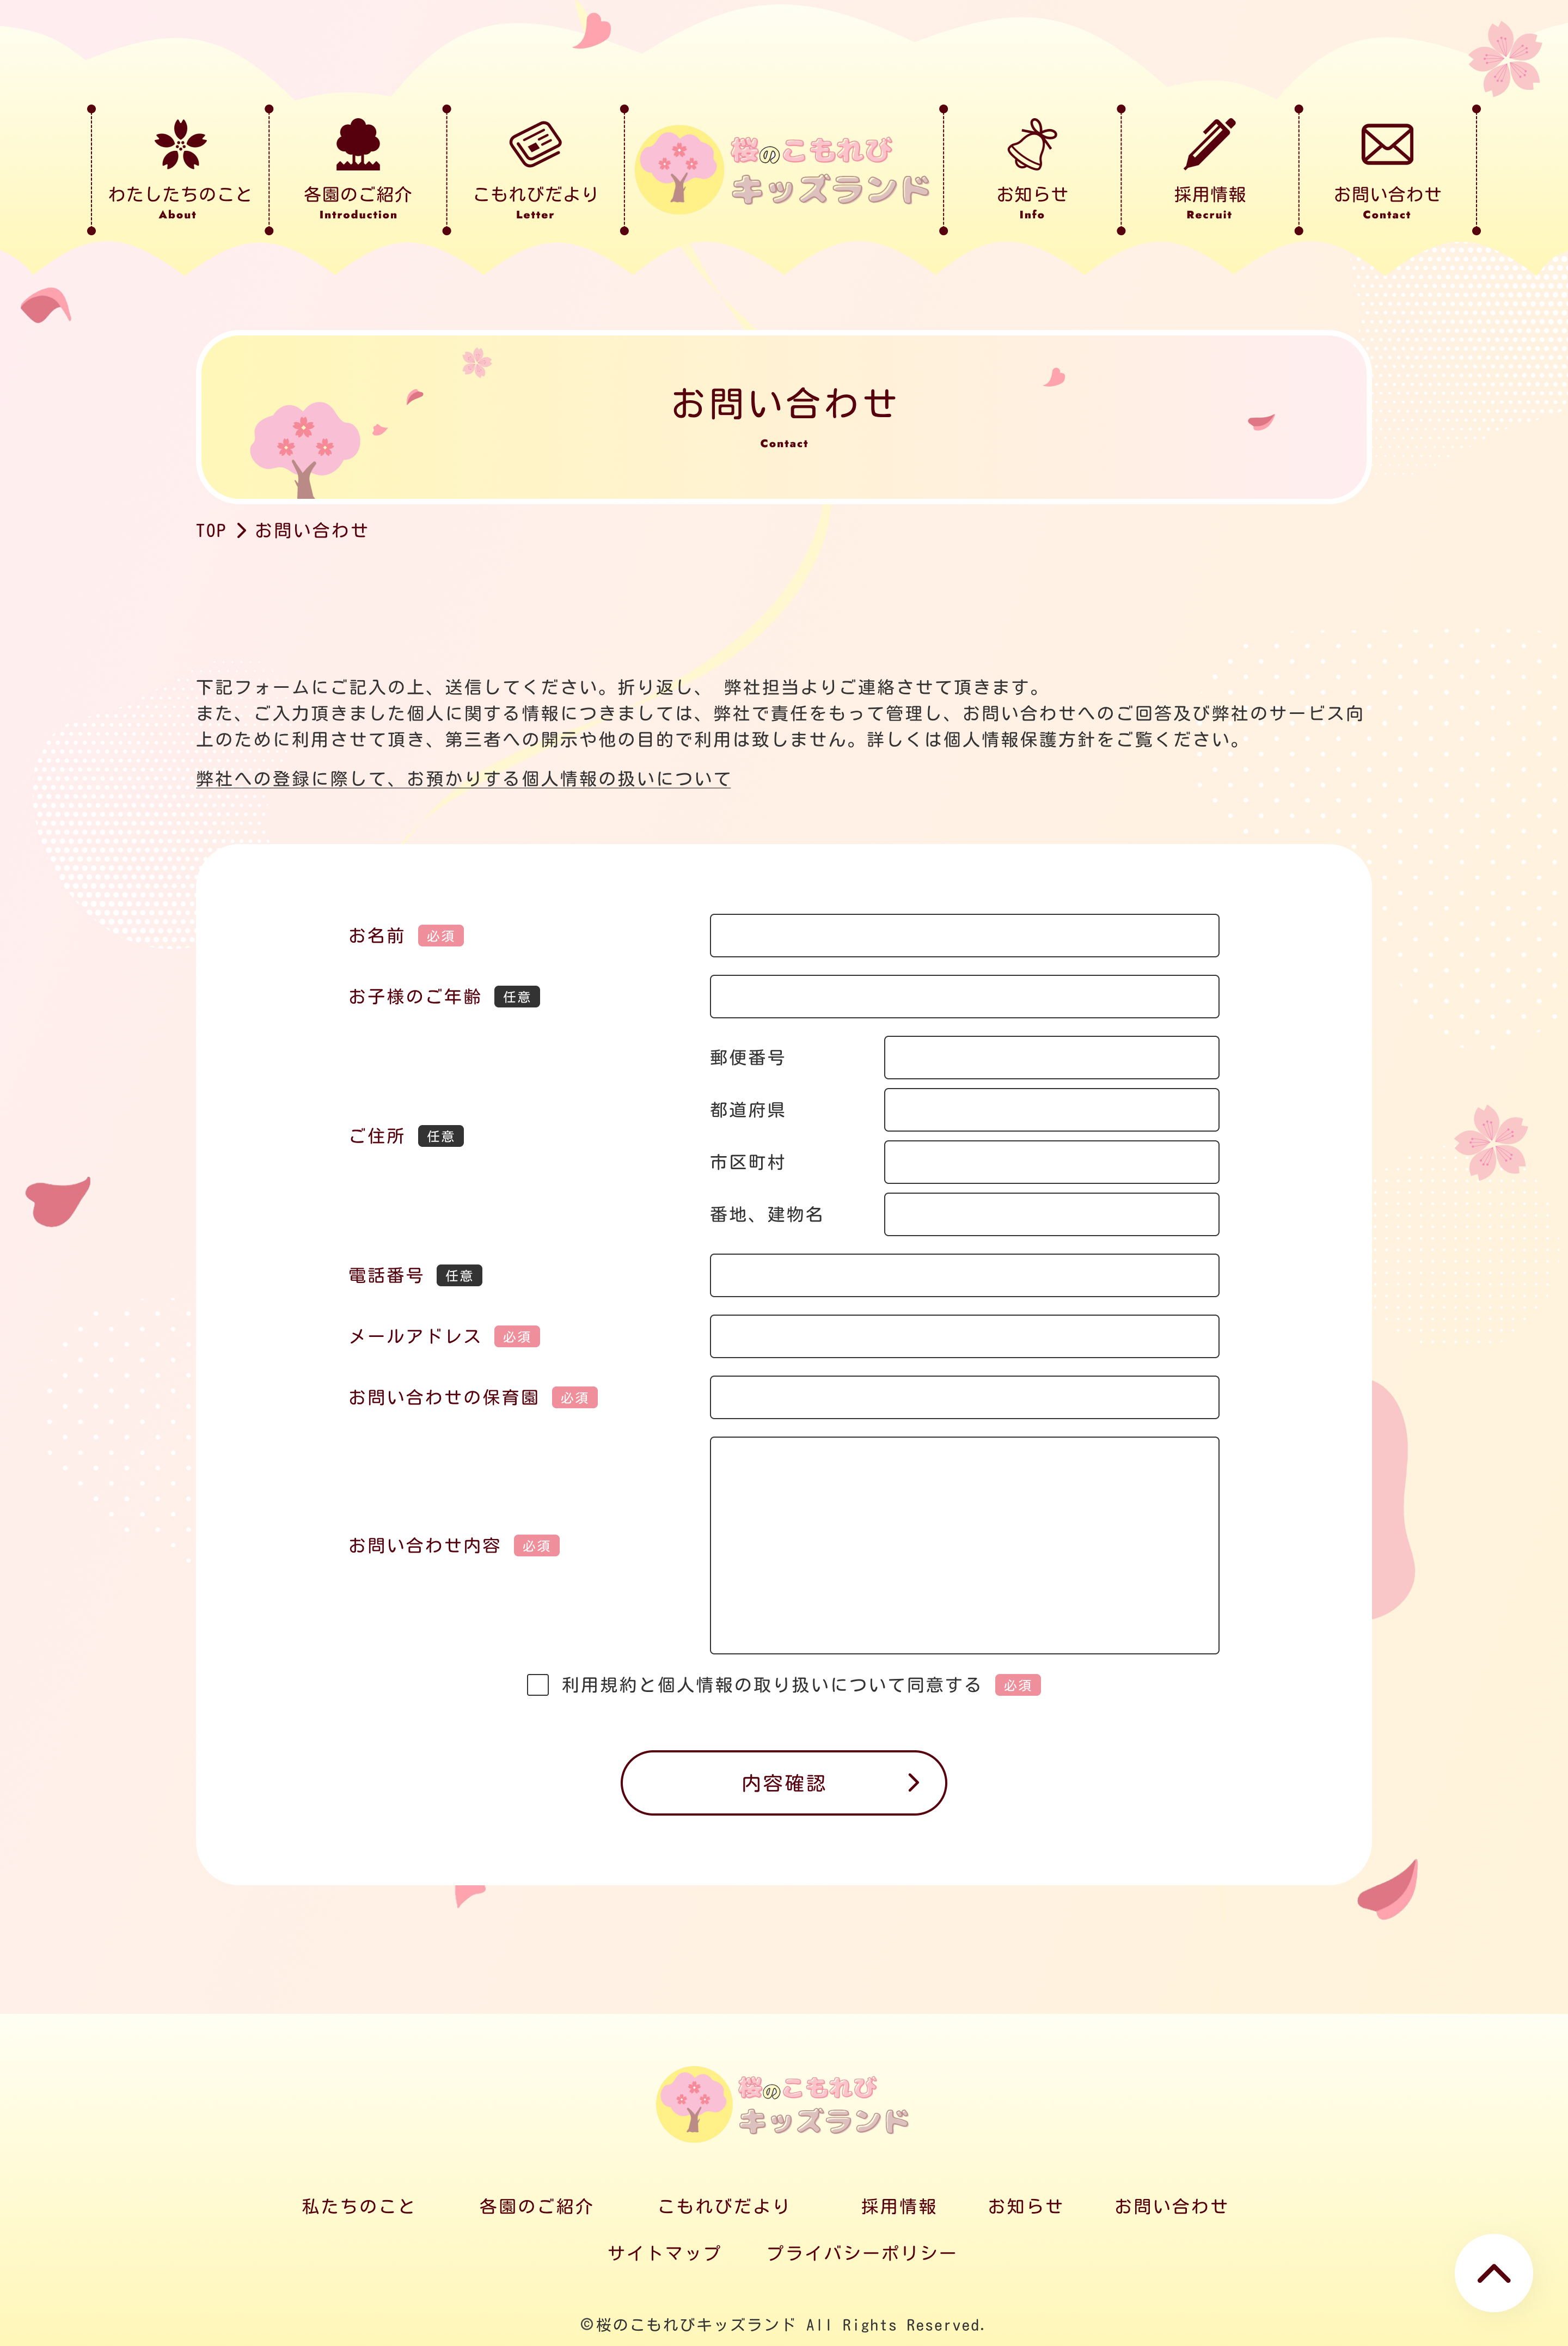 わたしたちのこと
About
各園のご紹介
Introduction
こもれびだより
Letter
桜のこもれび
キッズランド
お知らせ
Info
採用情報
Recruit
お問い合わせ
Contact
お問い合わせ
Contact
TOP お問い合わせ
下記フォームにご記入の上、送信してください。折り返し、 弊社担当よりご連絡させて頂きます。
また、ご入力頂きました個人に関する情報につきましては、弊社で責任をもって管理し、お問い合わせへのご回答及び弊社のサービス向
上のために利用させて頂き、第三者への開示や他の目的で利用は致しません。詳しくは個人情報保護方針をご覧ください。
弊社への登録に際して、お預かりする個人情報の扱いについて
お名前 必須
お子様のご年齢 任意
ご住所 任意
郵便番号
都道府県
市区町村
番地、建物名
電話番号 任意
メールアドレス 必須
お問い合わせの保育園 必須
お問い合わせ内容 必須
利用規約と個人情報の取り扱いについて同意する 必須
内容確認
桜のこもれび
キッズランド
私たちのこと 各園のご紹介 こもれびだより 採用情報 お知らせ お問い合わせ
サイトマップ プライバシーポリシー
©桜のこもれびキッズランド All Rights Reserved.